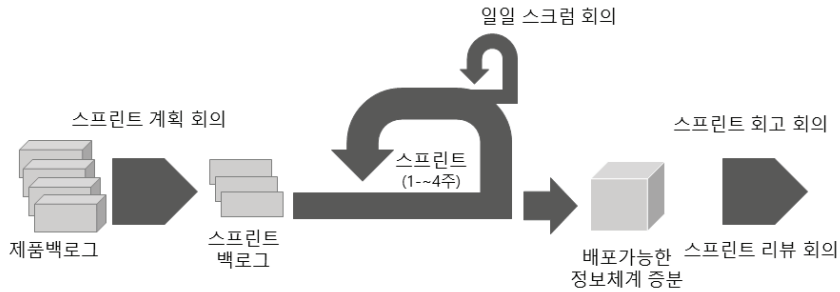 일일 스크럼 회의
스프린트 계획 회의
스프린트 회고 회의
스프린트
(1-~4주)
제품백로그
스프린트
백로그
배포가능한
정보체계 증분
스프린트 리뷰 회의